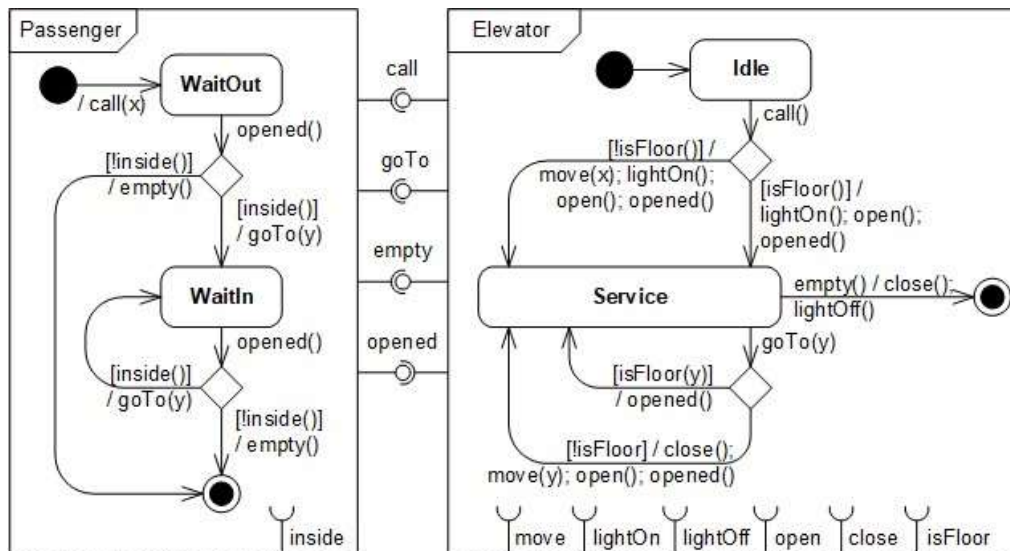 Passenger
WaitOut
/ call(x)
opened()
[!inside()]
/ empty()
[inside()]
/ goTo(y)
WaitIn
opened()
[inside()]
/ goTo(y)
[!inside()]
/ empty()
inside
call
goTo
empty
opened
Elevator
Idle
call()
[!isFloor()] /
move(x); lightOn();
open(); opened()
[isFloor()] /
lightOn(); open();
opened()
Service
empty() / close();
lightOff()
goTo(y)
[isFloor(y)]
/ opened()
[!isFloor] / close();
move(y); open(); opened()
move
lightOn
lightOff
open
close
isFloor